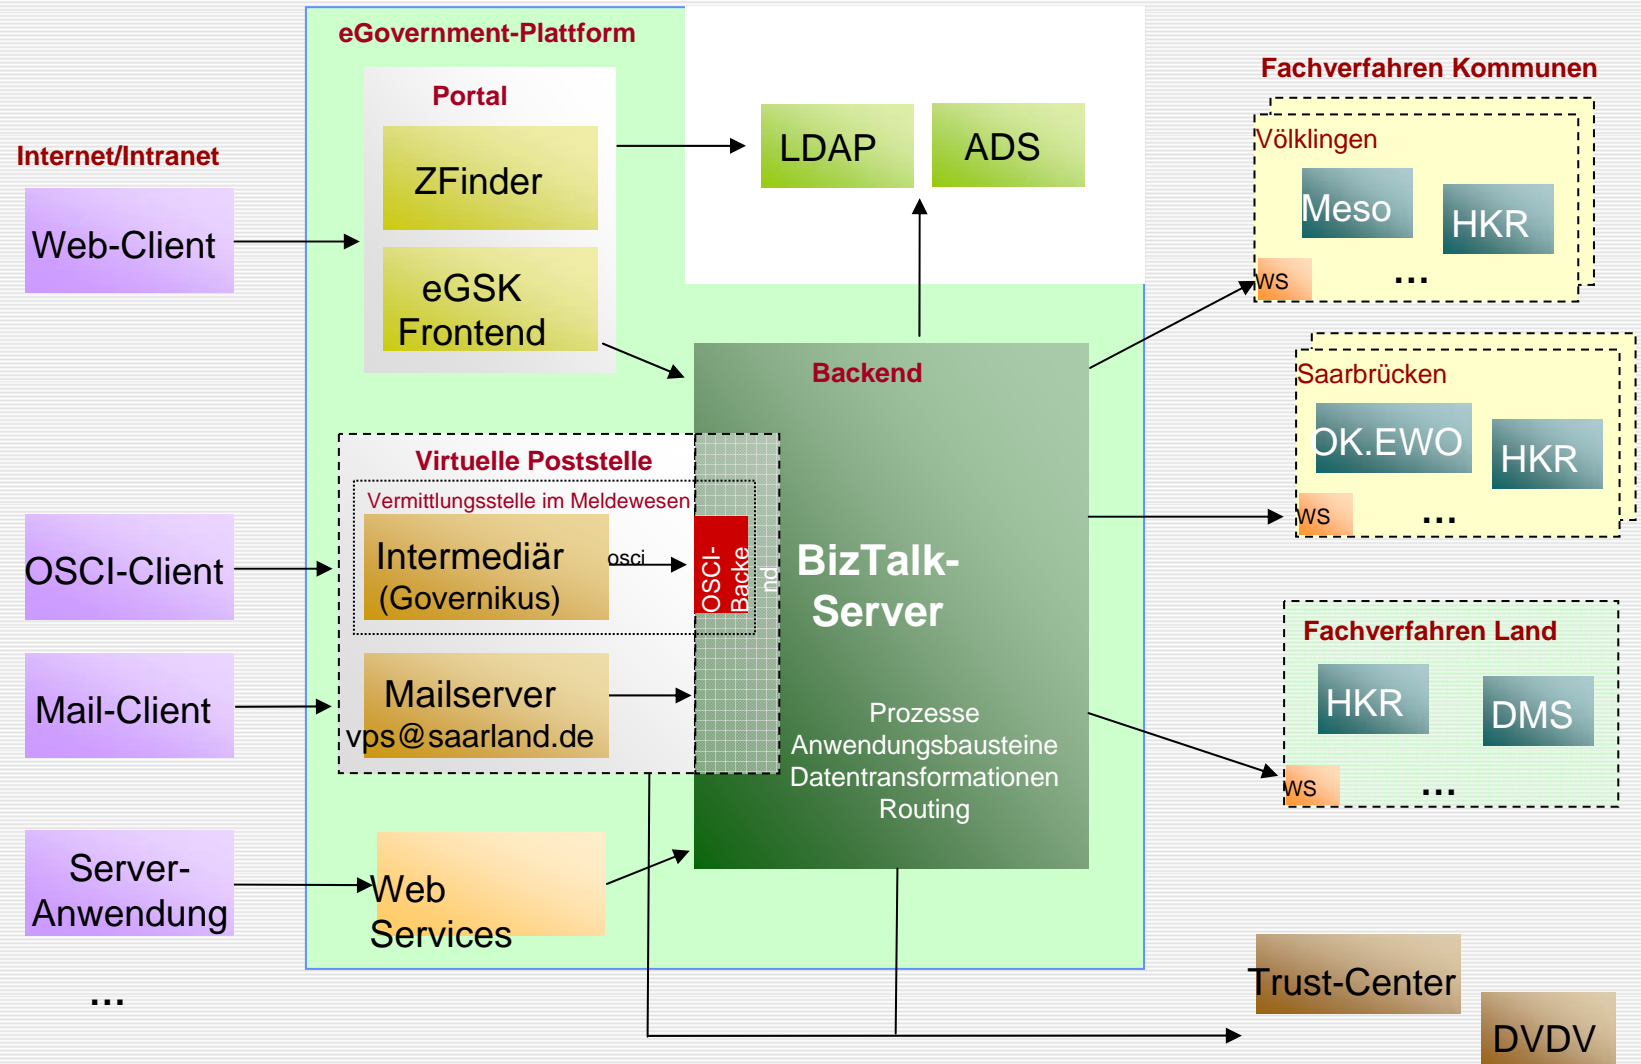 eGovernment-Plattform
Portal
ZFinder
eGSK
Frontend
LDAP
ADS
Internet/Intranet
Web-Client
OSCI-Client
Mail-Client
Server-
Anwendung
...
Virtuelle Poststelle
Vermittlungsstelle im Meldewesen
Intermediär
(Governikus)
osci
OSCI-
Backe
nd
Mailserver
vps@saarland.de
Web
Services
Backend
BizTalk-
Server
Prozesse
Anwendungsbausteine
Datentransformationen
Routing
Fachverfahren Kommunen
Völklingen
Meso
HKR
ws
...
Saarbrücken
OK.EWO
HKR
ws
...
Fachverfahren Land
HKR
DMS
ws
...
Trust-Center
DVDV